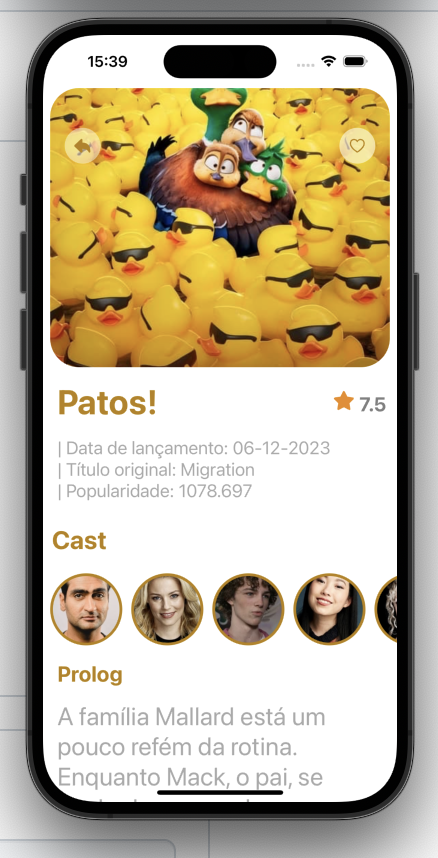 15:39
Patos!
7.5
| Data de lançamento: 06-12-2023
| Título original: Migration
| Popularidade: 1078.697
Cast
Prolog
A família Mallard está um
pouco refém da rotina.
Enquanto Mack, o pai, se